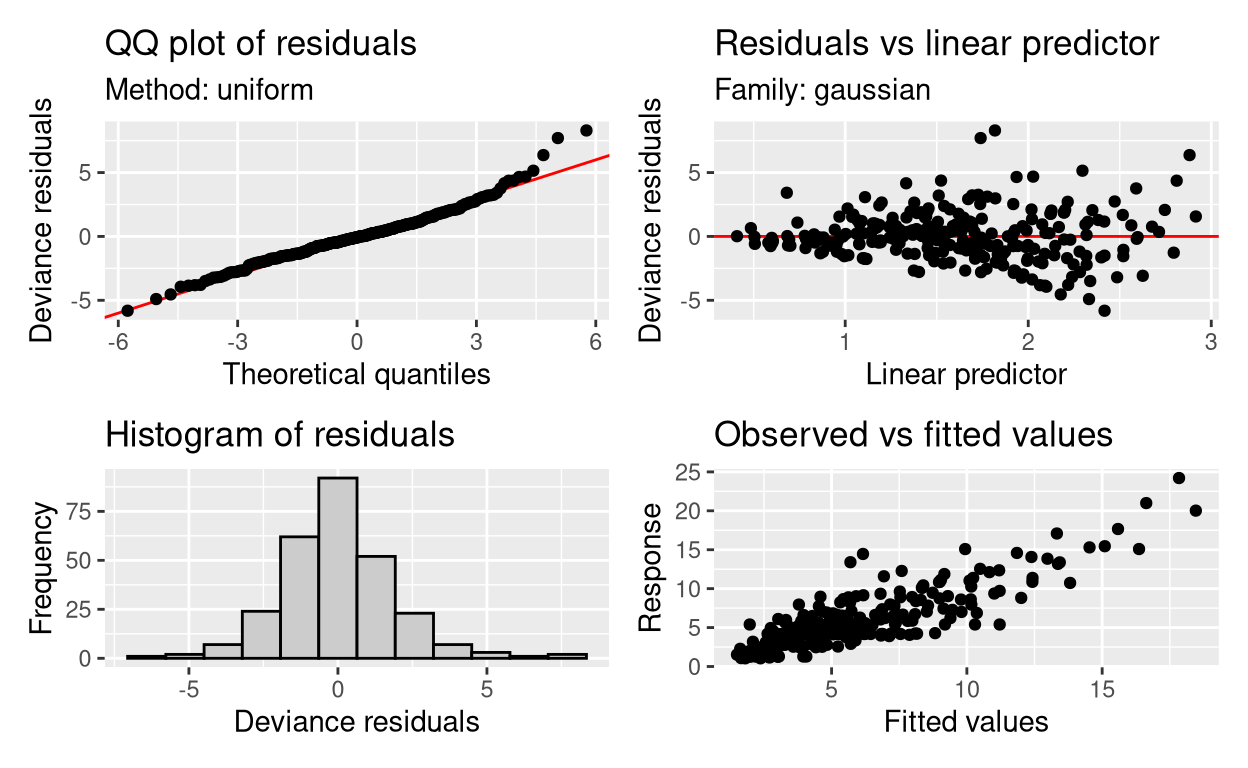 QQ plot of residuals
Method: uniform
Deviance residuals
5
0
-5
-6 -3 0 3 6
Theoretical quantiles
Residuals vs linear predictor
Family: gaussian
Deviance residuals
5
0
-5
1 2 3
Linear predictor
Histogram of residuals
Frequency
75
50
25
0
-5 0 5
Deviance residuals
Observed vs fitted values
Response
25
20
15
10
5
0
5 10 15
Fitted values